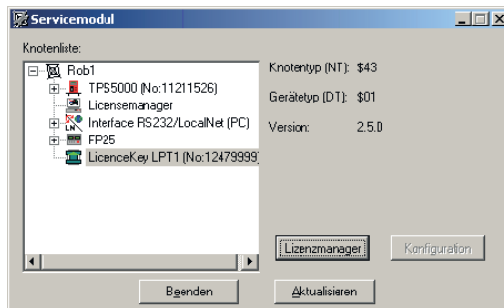 Servicemodul
Knotenliste:
Rob1
TPS5000 (No:11211526)
Licensemanager
Interface RS232/LocalNet (PC)
FP25
LicenceKey LPT1 (No:12479999)
Knotentyp (NT): $43
Gerätetyp (DT): $01
Version: 2.5.0
Lizenzmanager
Konfiguration
Beenden
Aktualisieren